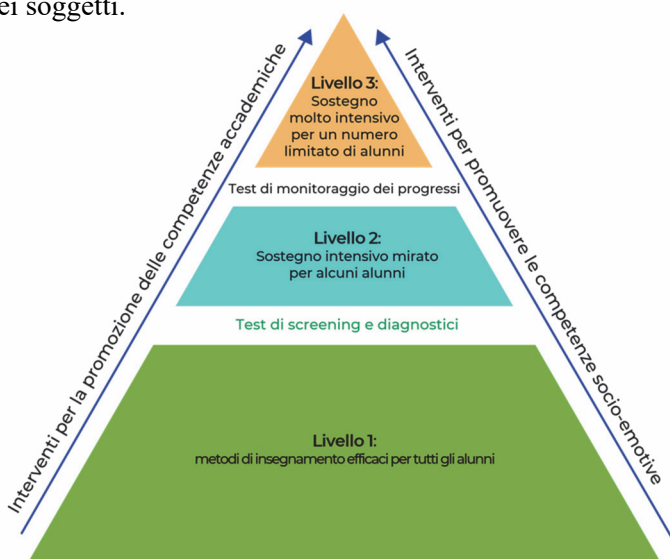 ei soggetti.
Interventi per la promozione delle competenze accademiche
Interventi per promuovere le competenze socio-emotive
Livello 3:
Sostegno
molto intensivo
per un numero
limitato di alunni
Test di monitoraggio dei progressi
Livello 2:
Sostegno intensivo mirato
per alcuni alunni
Test di screening e diagnostici
Livello 1:
metodi di insegnamento efficaci per tutti gli alunni